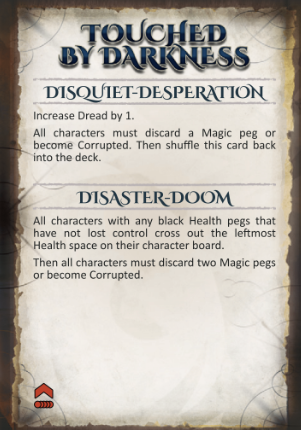 TOUCHED
BY DARKNESS
DISQUIET-DESPERATION
Increase Dread by 1.
All characters must discard a Magic peg or
become Corrupted. Then shuffle this card back
into the deck.
DISASTER-DOOM
All characters with any black Health pegs that
have not lost control cross out the leftmost
Health space on their character board.
Then all characters must discard two Magic pegs
or become Corrupted.